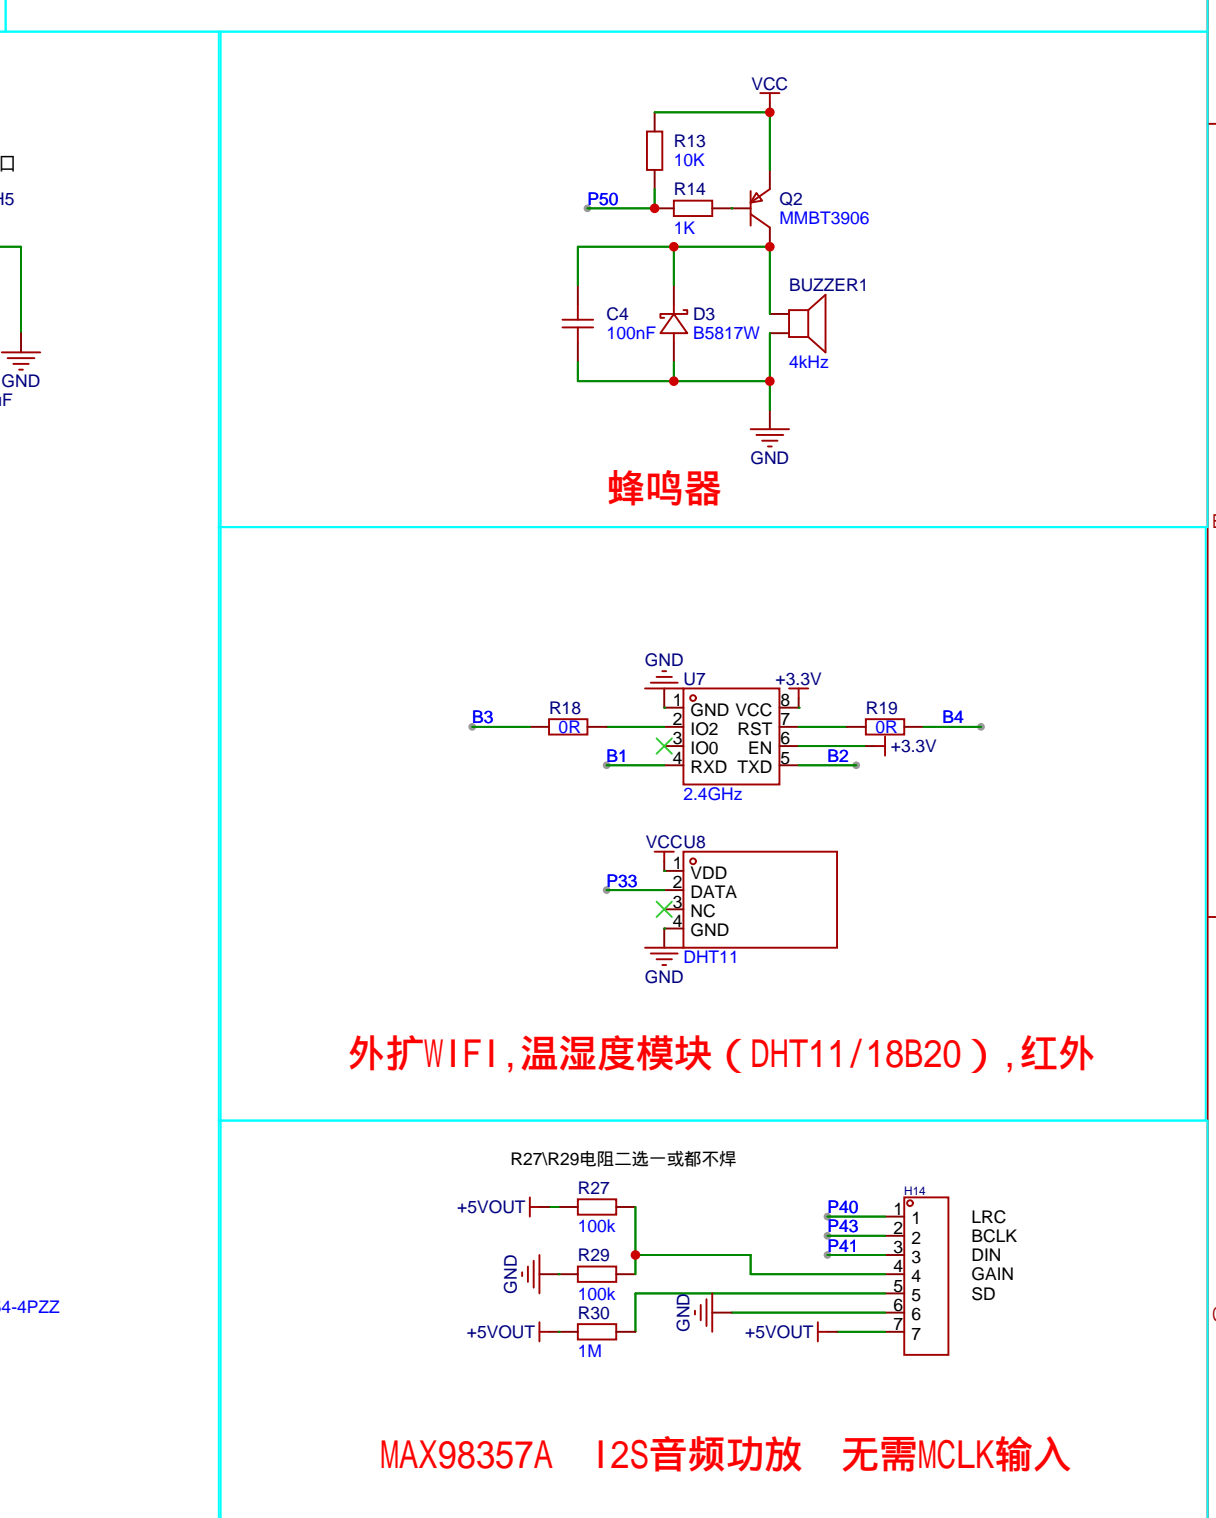 VCC
R13
10K
口
R14
P50
Q2
H5
MMBT3906
1K
BUZZER1
C4
D3
100nF
B5817W
4kHz
GND
GND
蜂鸣器
GND
U7
+3.3V
1
GND VCC
8
B3
R18
0R
2
IO2 RST
7
R19
0R
B4
3
IO0 EN
6
+3.3V
B1
4
RXD TXD
5
B2
2.4GHz
VCC
U8
1
VDD
P33
2
DATA
3
NC
4
GND
DHT11
GND
外扩WIFI,温湿度模块(DHT11/18B20),红外
R27\R29电阻二选一或都不焊
R27
H14
+5VOUT
100k
P40
1
1
LRC
P43
2
2
BCLK
P41
3
3
DIN
R29
GND
4
4
GAIN
100k
5
5
SD
R30
GND
6
6
+5VOUT
+5VOUT
7
7
1M
4-4PZZ
MAX98357A I2S音频功放 无需MCLK输入